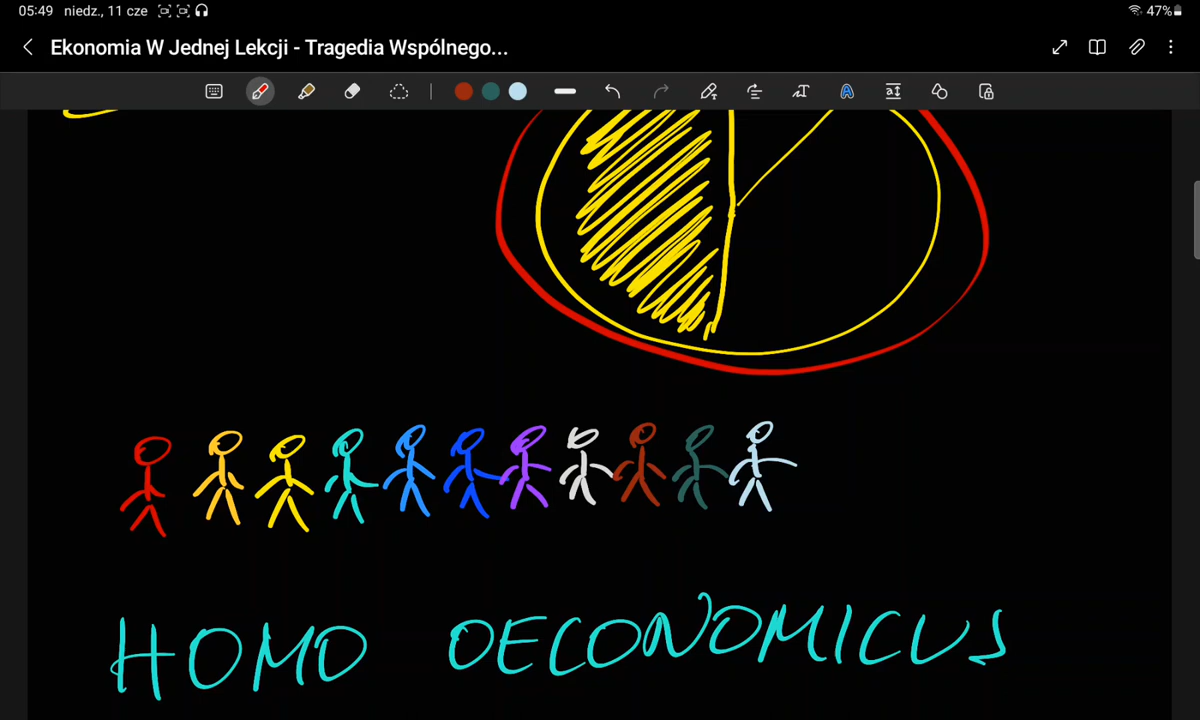 05:49 niedz., 11 cze 47%
Ekonomia W Jednej Lekcji - Tragedia Wspólnego...
HOMO OECONOMICUS